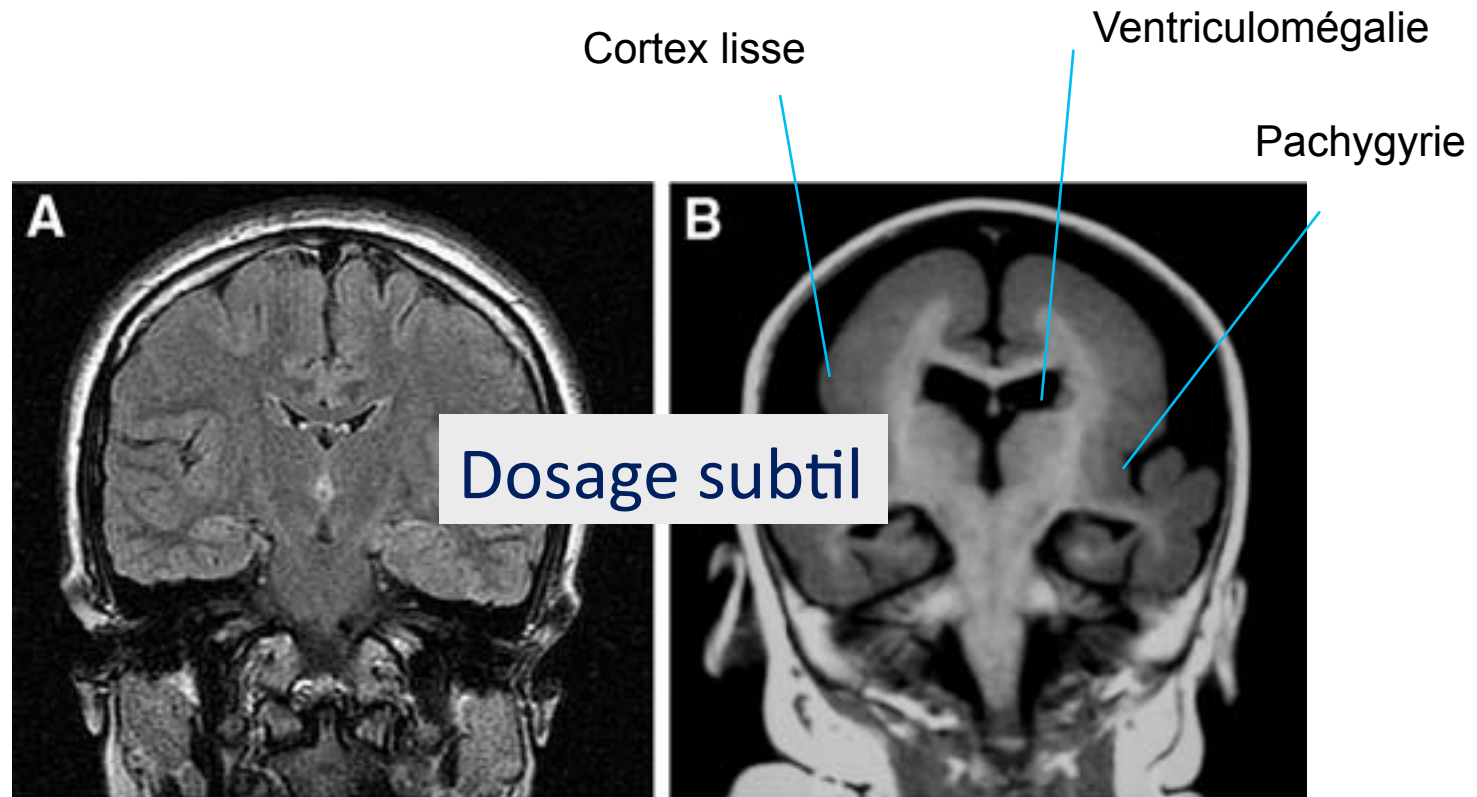 Ventriculomégalie
Cortex lisse
Pachygyrie
A
B
Dosage subtil